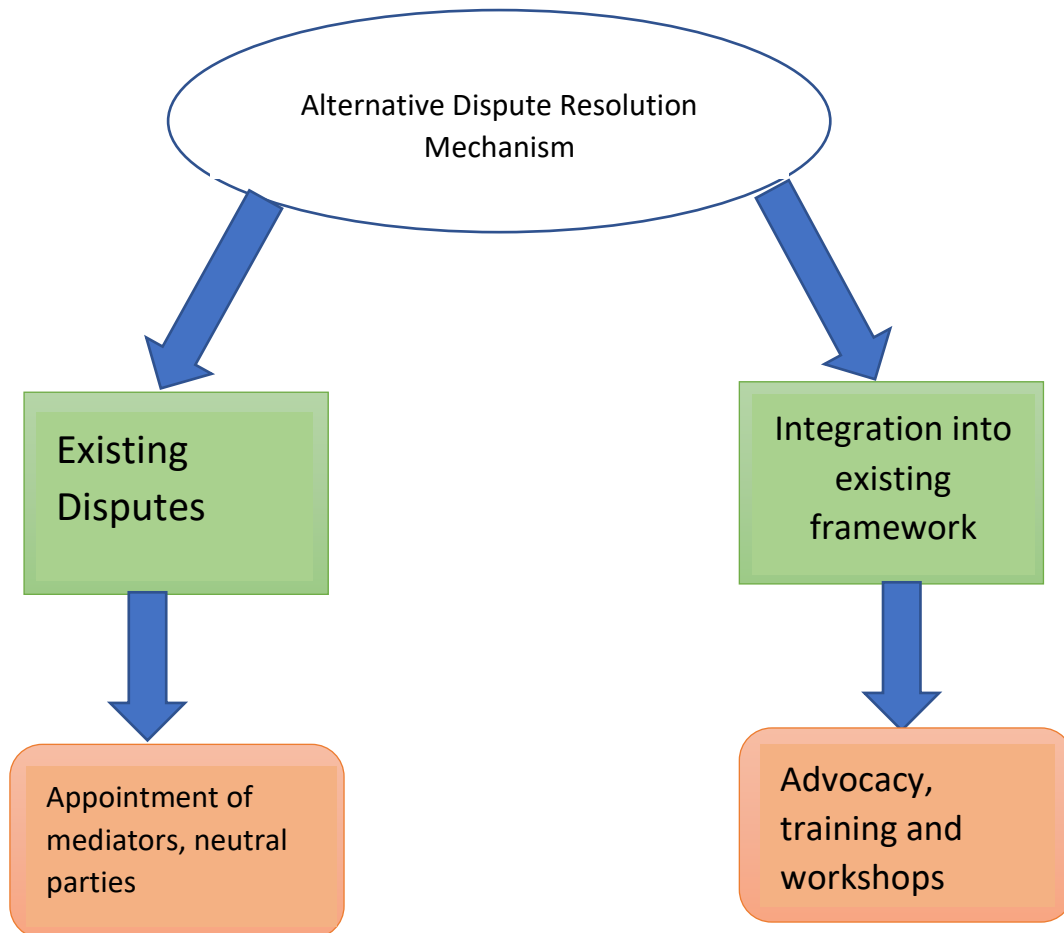 Alternative Dispute Resolution
Mechanism
Existing
Disputes
Integration into
existing
framework
Appointment of
mediators, neutral
parties
Advocacy,
training and
workshops